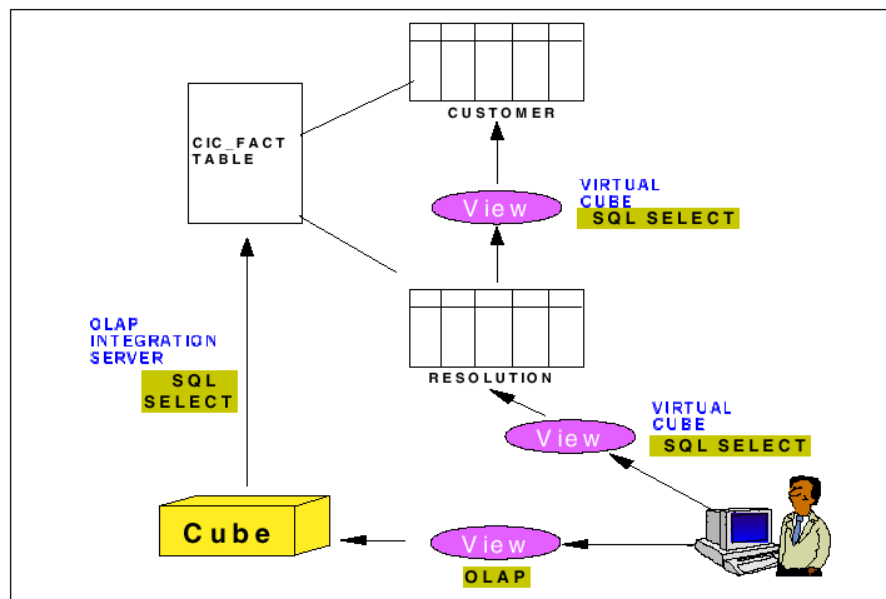 CUSTOMER
CIC_FACT
TABLE
View
VIRTUAL
CUBE
SQL SELECT
OLAP
INTEGRATION
SERVER
SQL
SELECT
RESOLUTION
View
VIRTUAL
CUBE
SQL SELECT
Cube
View
OLAP